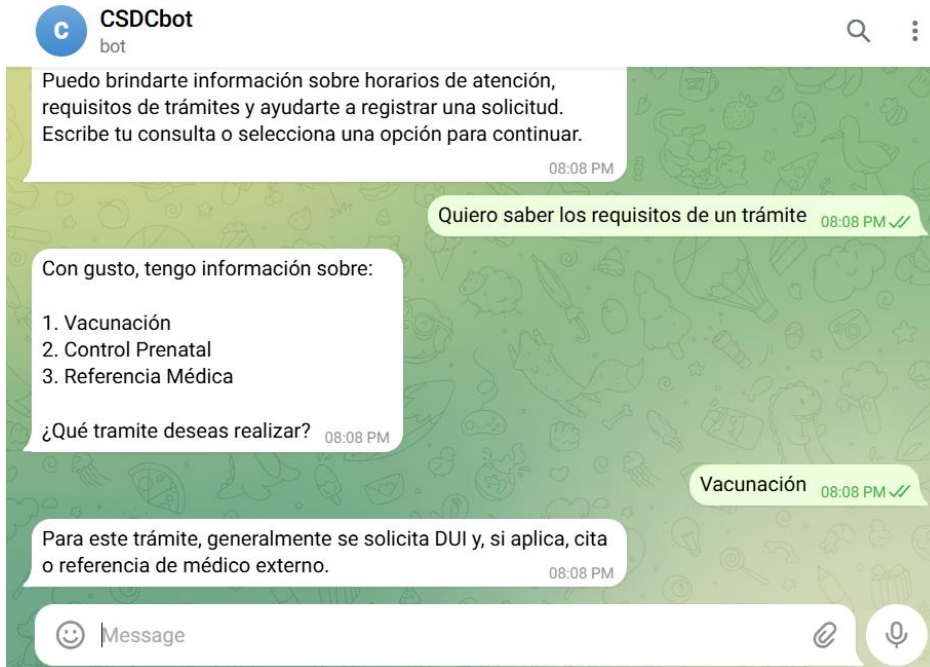 C
CSDCbot
bot
Puedo brindarte información sobre horarios de atención,
requisitos de trámites y ayudarte a registrar una solicitud.
Escribe tu consulta o selecciona una opción para continuar.
08:08 PM
Quiero saber los requisitos de un trámite 08:08 PM
Con gusto, tengo información sobre:
1. Vacunación
2. Control Prenatal
3. Referencia Médica
¿Qué tramite deseas realizar? 08:08 PM
Vacunación 08:08 PM
Para este trámite, generalmente se solicita DUI y, si aplica, cita
o referencia de médico externo. 08:08 PM
Message